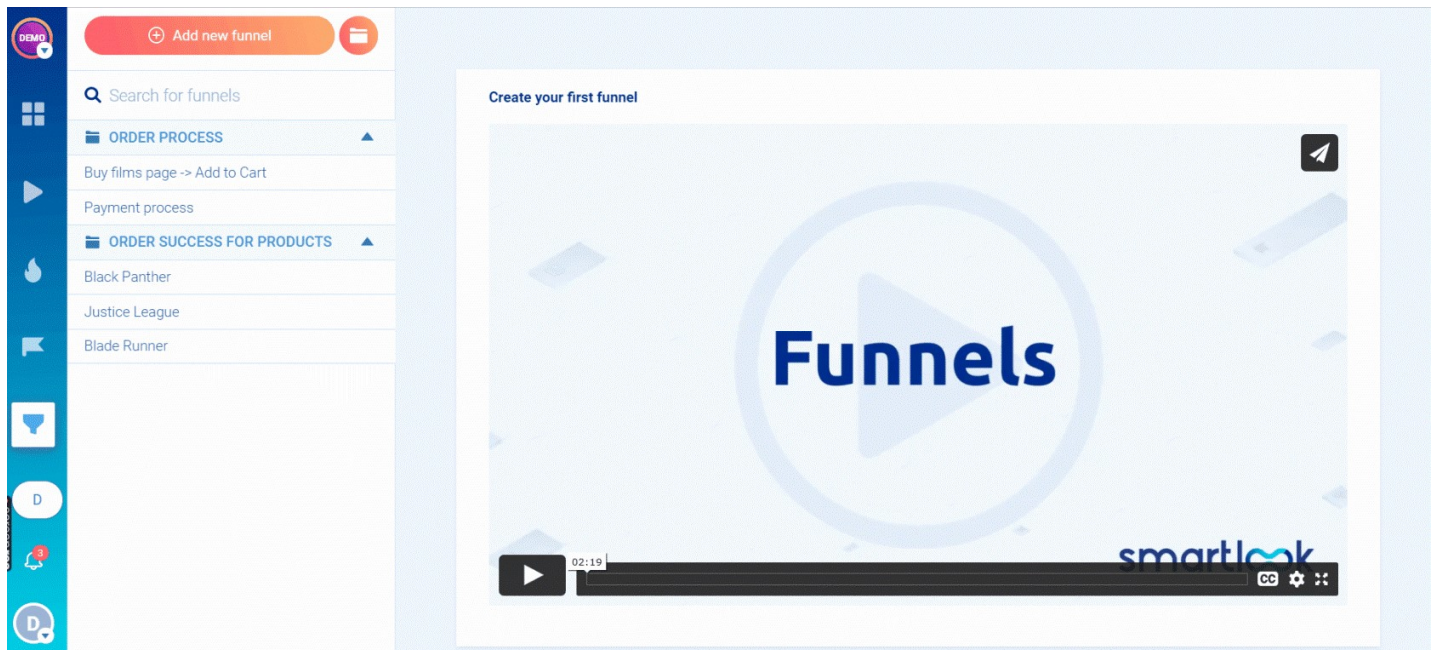 DEMO
Add new funnel
Search for funnels
ORDER PROCESS
Buy films page -> Add to Cart
Payment process
ORDER SUCCESS FOR PRODUCTS
Black Panther
Justice League
Blade Runner
D
3
D
Create your first funnel
Funnels
smartlook
02:19
CC